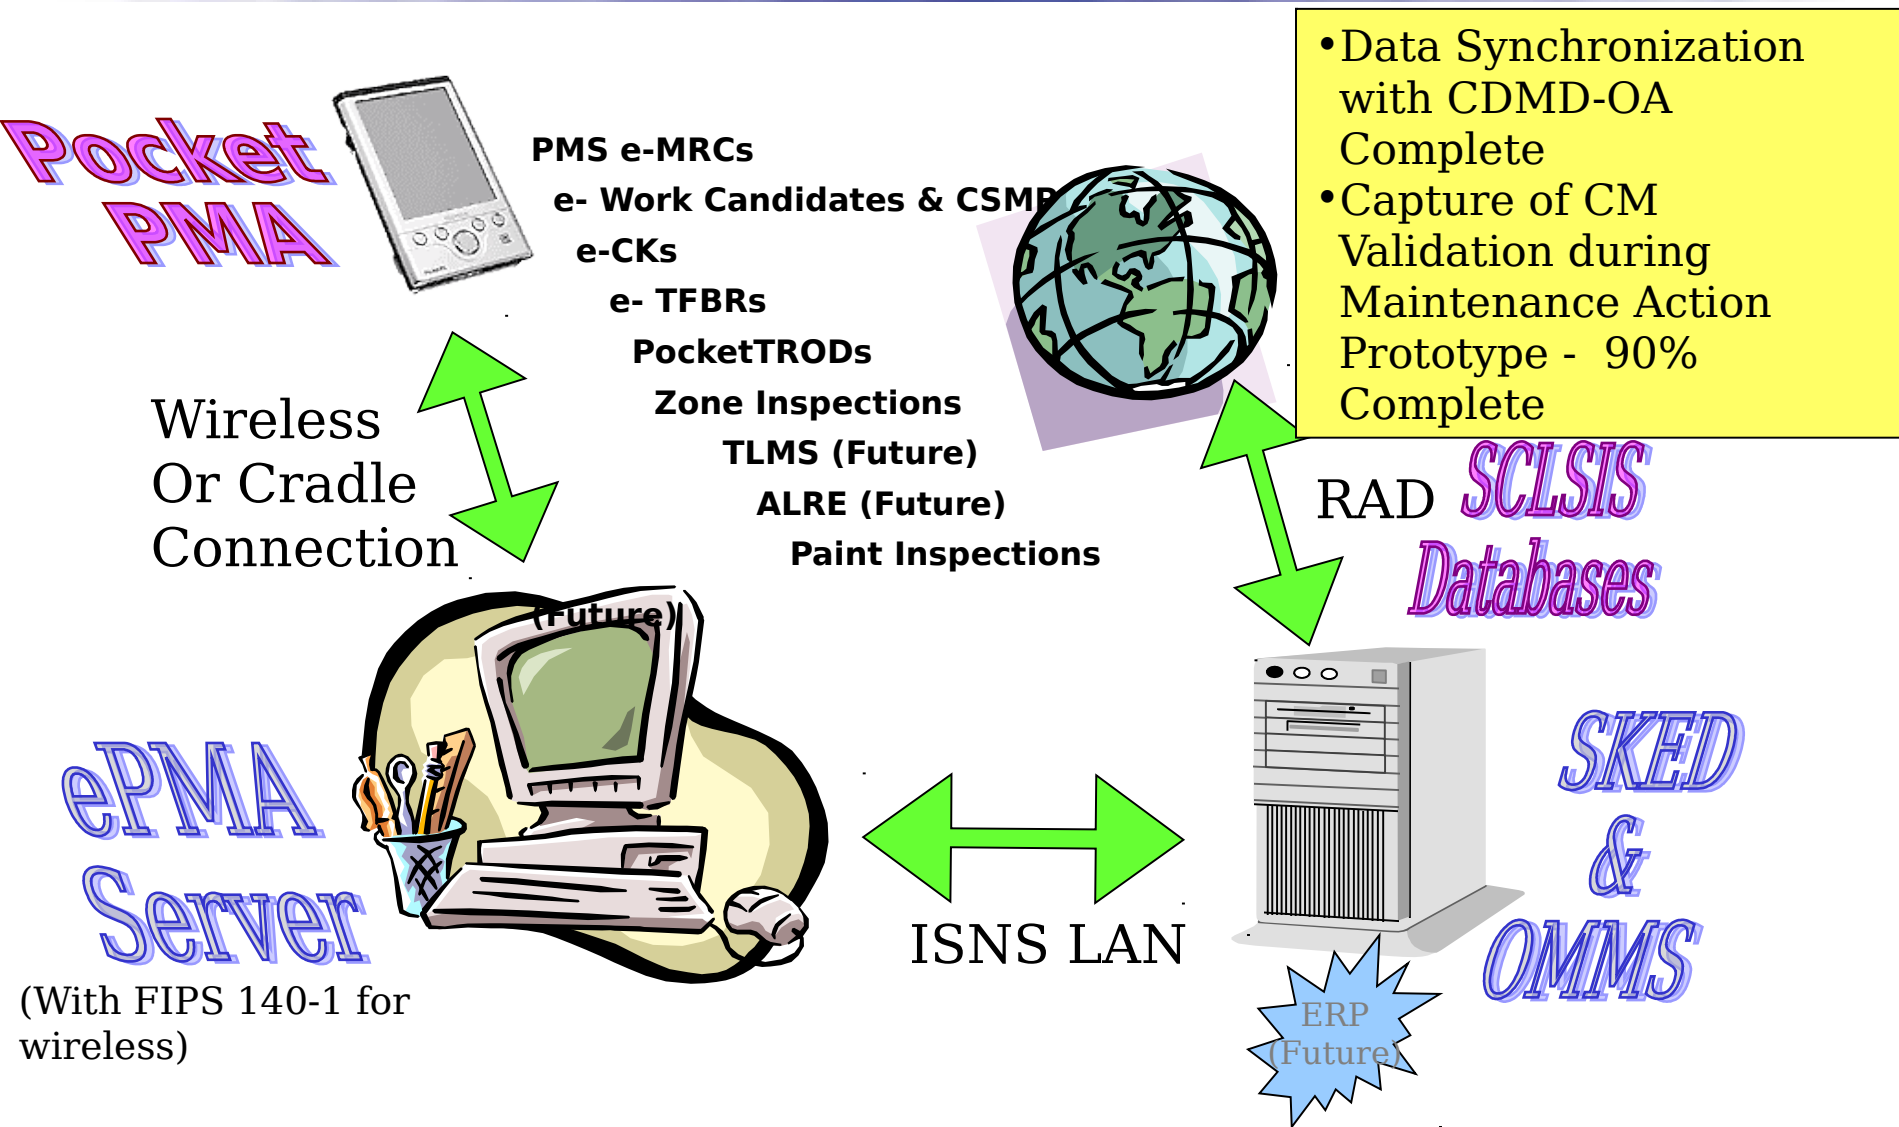 Pocket
PMA
PMS e-MRCs
e- Work Candidates & CSMP
e-CKs
e- TFBRs
PocketTRODs
Zone Inspections
TLMS (Future)
ALRE (Future)
Paint Inspections
(Future)
•Data Synchronization
with CDMD-OA
Complete
•Capture of CM
Validation during
Maintenance Action
Prototype -  90%
Complete
Wireless
Or Cradle
Connection
RAD
SCLSIS
Databases
ePMA
Server
(With FIPS 140-1 for
wireless)
ISNS LAN
SKED
&
OMMS
ERP
(Future)